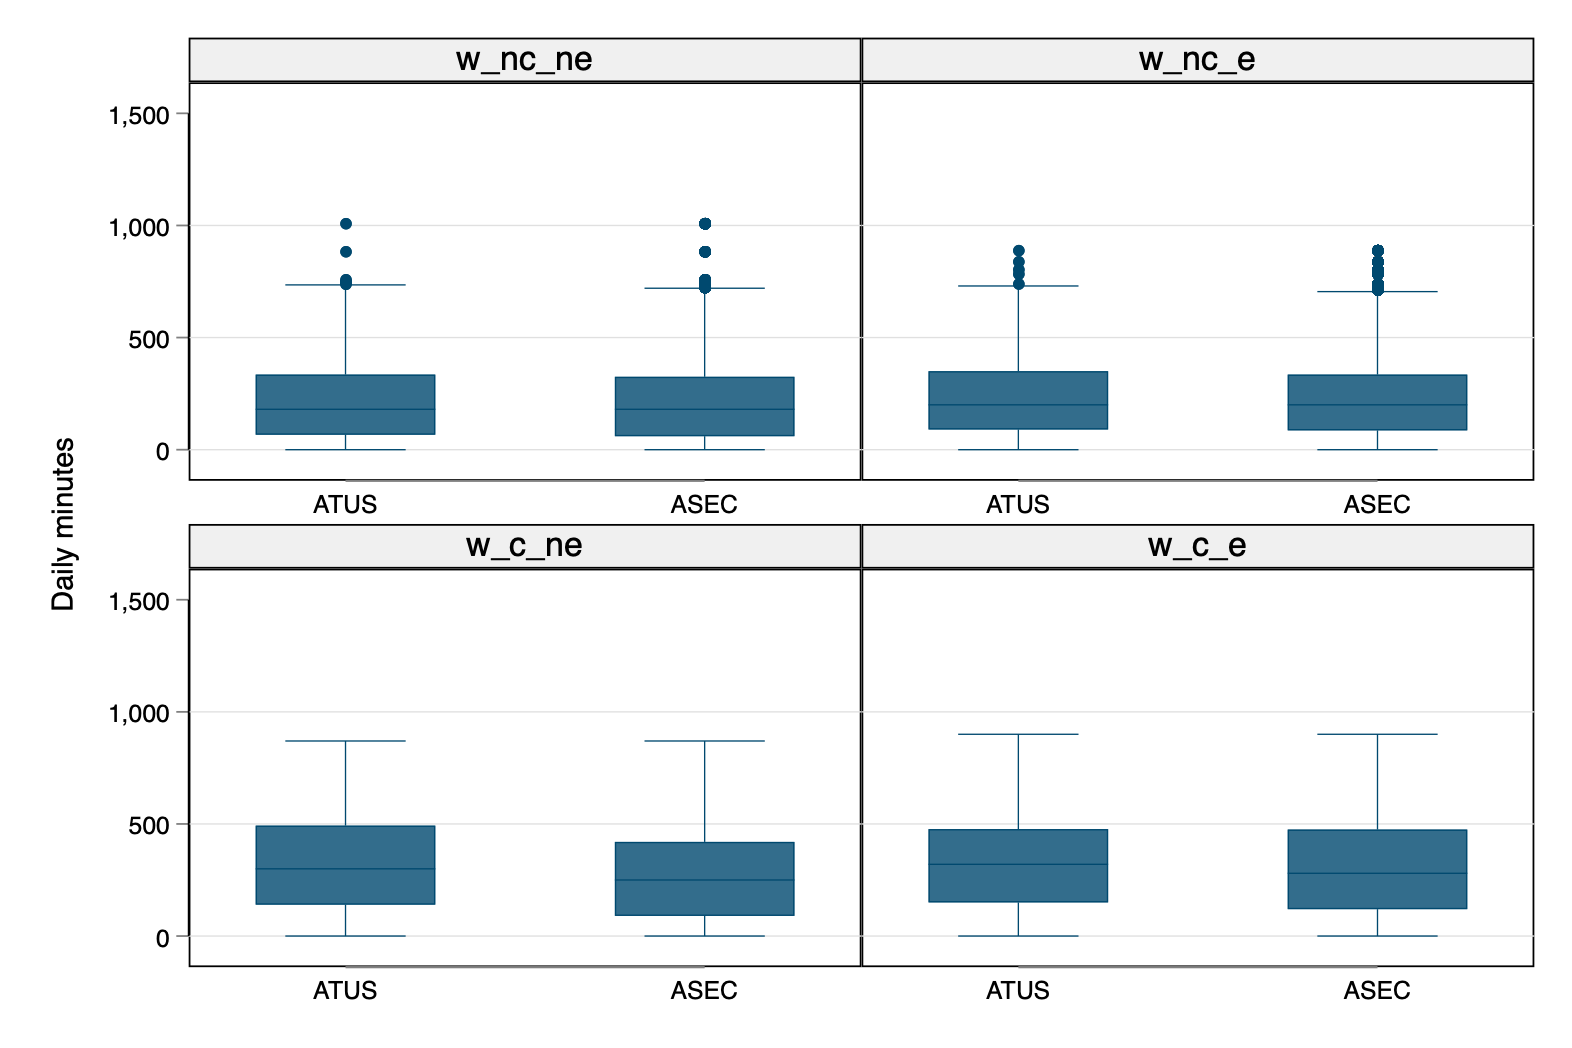 w_nc_ne
w_nc_e
1,500
1,000
500
0
ATUS
ASEC
ATUS
ASEC
Daily minutes
w_c_ne
w_c_e
1,500
1,000
500
0
ATUS
ASEC
ATUS
ASEC